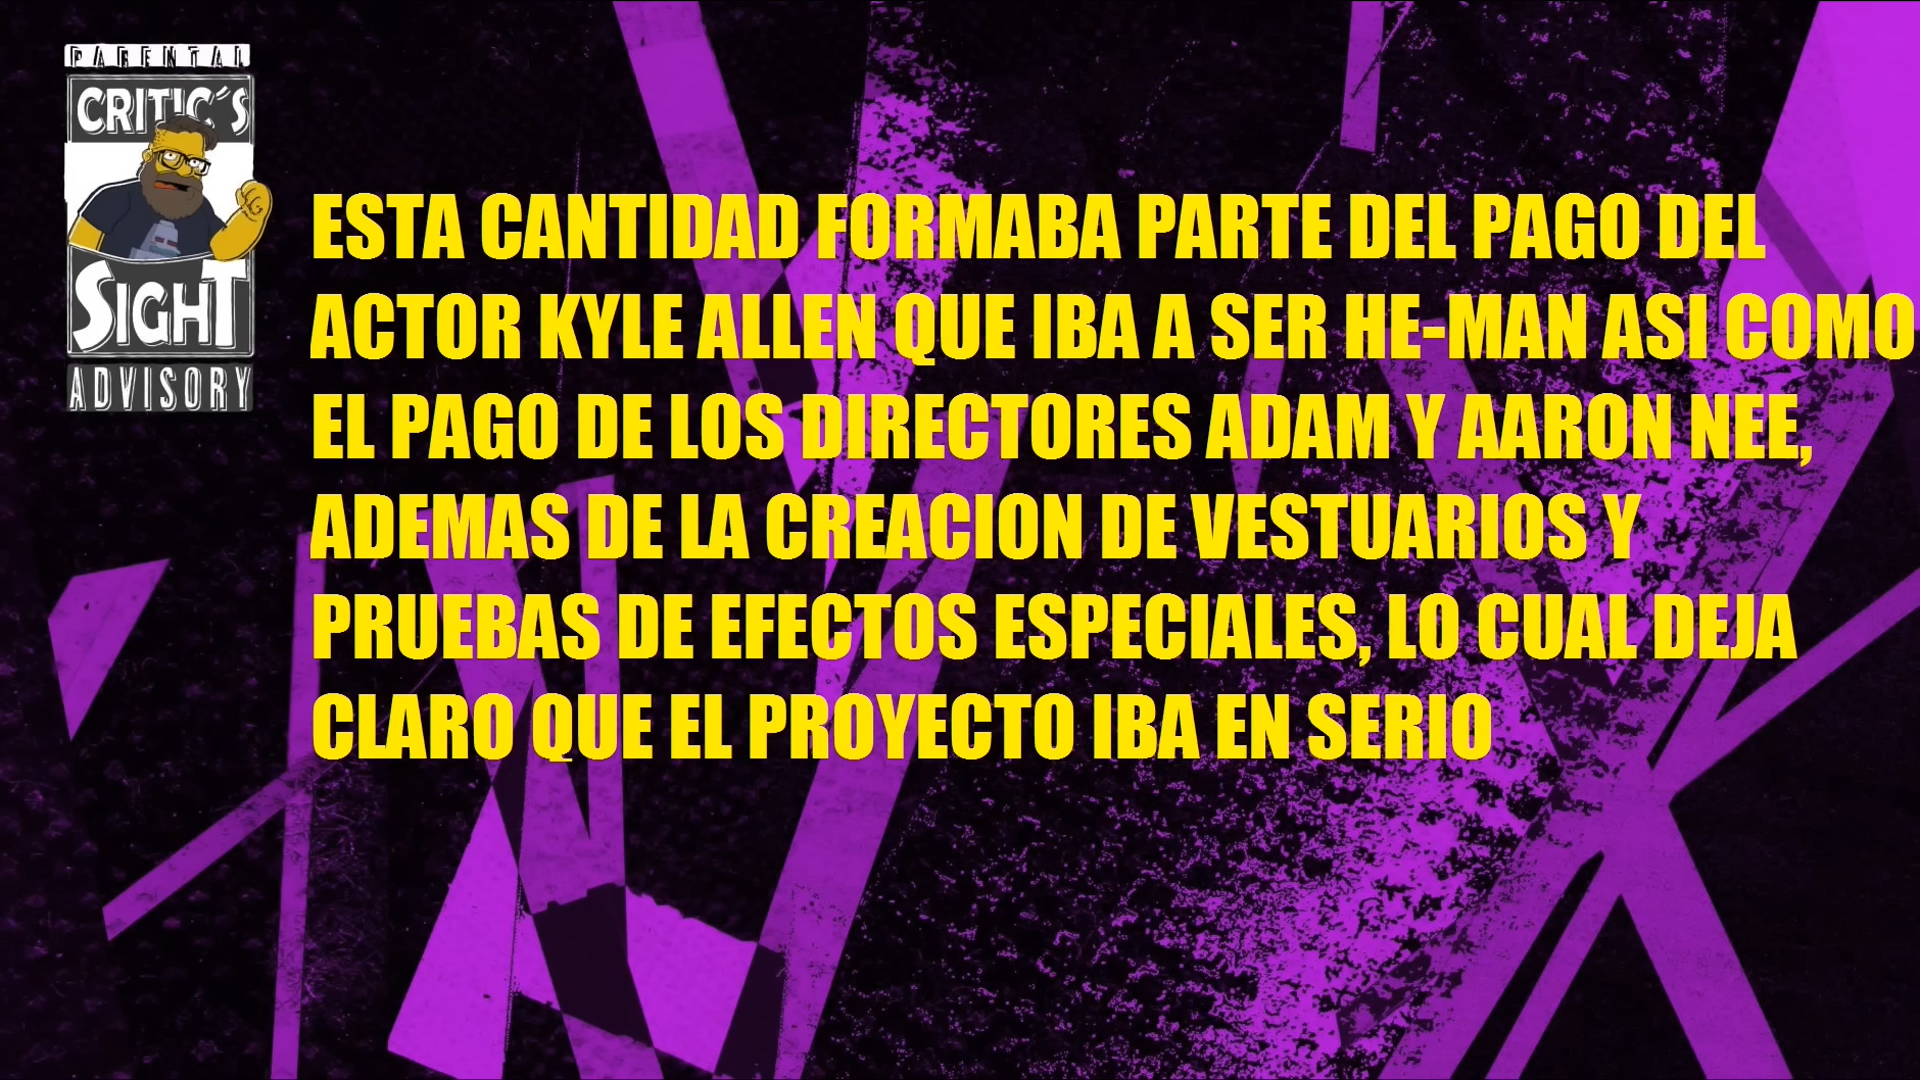 PARENTAL
CRITIC´S
SIGHT
ADVISORY
ESTA CANTIDAD FORMABA PARTE DEL PAGO DEL
ACTOR KYLE ALLEN QUE IBA A SER HE-MAN ASI COMO
EL PAGO DE LOS DIRECTORES ADAM Y AARON NEE,
ADEMAS DE LA CREACION DE VESTUARIOS Y
PRUEBAS DE EFECTOS ESPECIALES, LO CUAL DEJA
CLARO QUE EL PROYECTO IBA EN SERIO